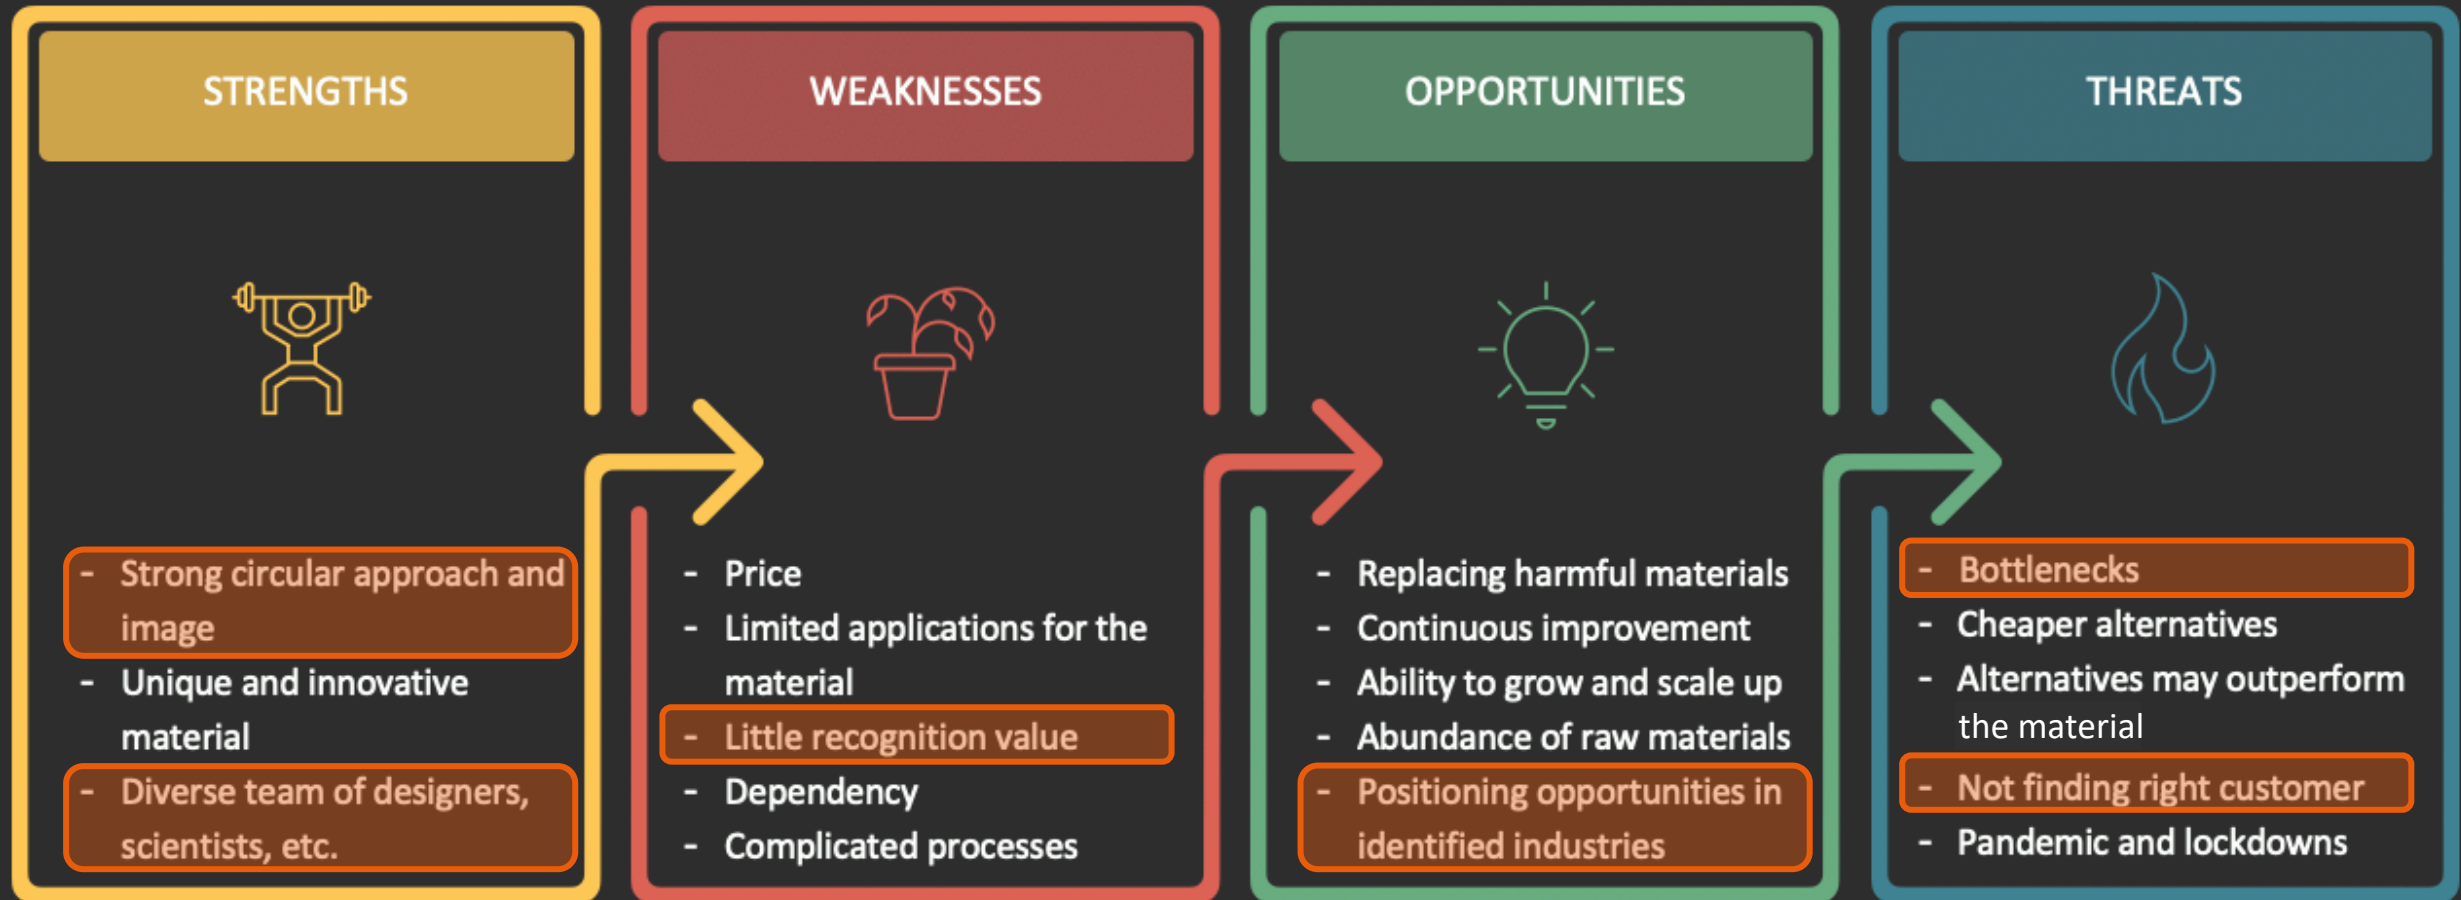 STRENGTHS
- Strong circular approach and
image
- Unique and innovative
material
- Diverse team of designers,
scientists, etc.
WEAKNESSES
- Price
- Limited applications for the
material
- Little recognition value
- Dependency
- Complicated processes
OPPORTUNITIES
- Replacing harmful materials
- Continuous improvement
- Ability to grow and scale up
- Abundance of raw materials
- Positioning opportunities in
identified industries
THREATS
- Bottlenecks
- Cheaper alternatives
- Alternatives may outperform
the material
- Not finding right customer
- Pandemic and lockdowns